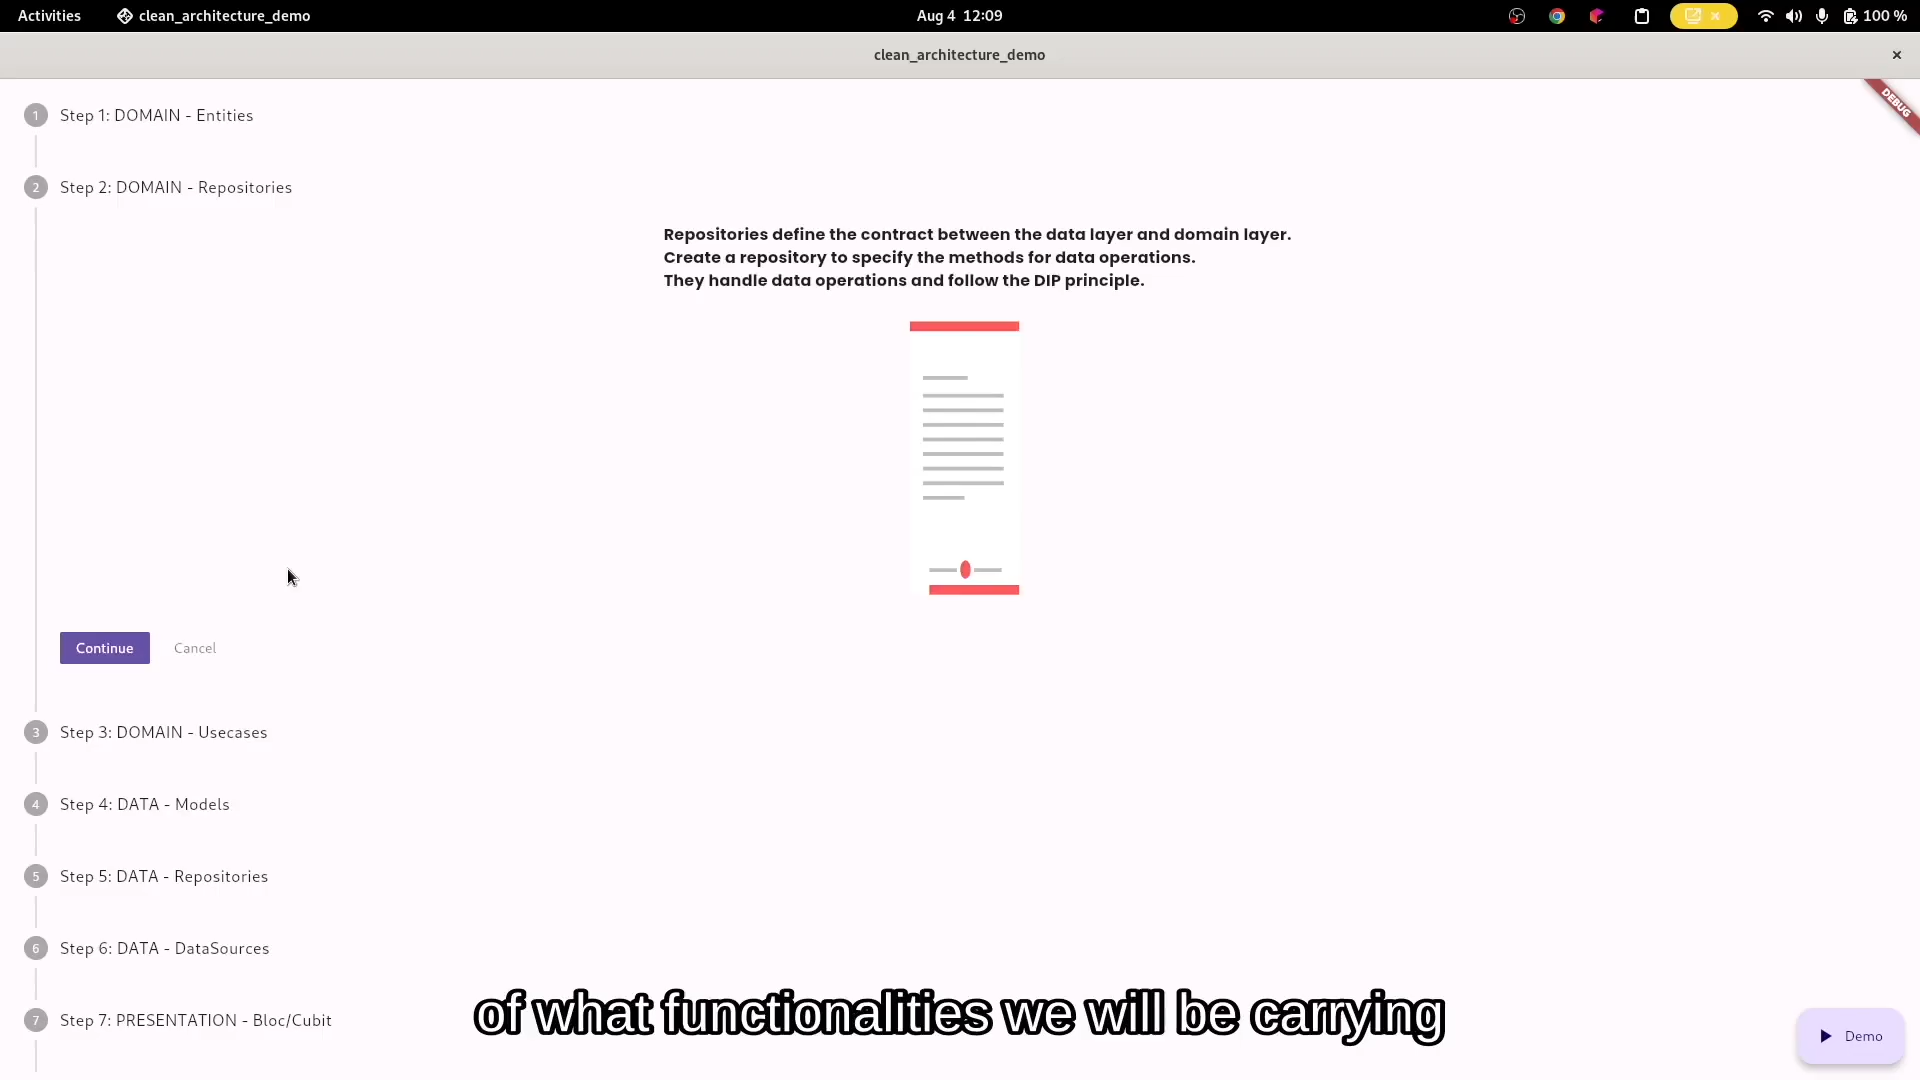 Activities
clean_architecture_demo
Aug 4 12:09
100 %
clean_architecture_demo
DEBUG
1 Step 1: DOMAIN - Entities
2 Step 2: DOMAIN - Repositories
Repositories define the contract between the data layer and domain layer.
Create a repository to specify the methods for data operations.
They handle data operations and follow the DIP principle.
Continue
Cancel
3 Step 3: DOMAIN - Usecases
4 Step 4: DATA - Models
5 Step 5: DATA - Repositories
6 Step 6: DATA - DataSources
7 Step 7: PRESENTATION - Bloc/Cubit
of what functionalities we will be carrying
Demo